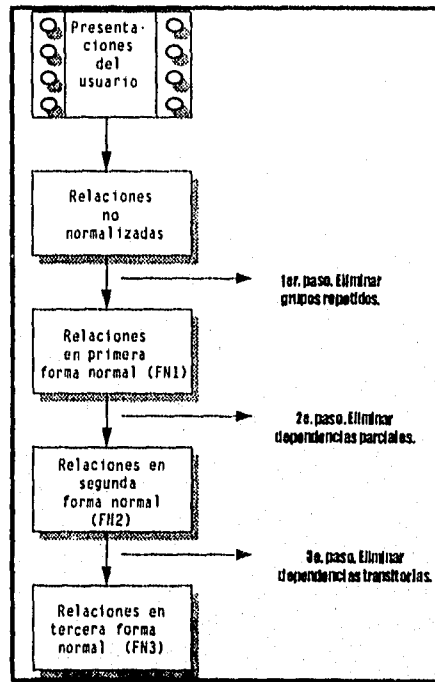 Presenta-
ciones
del
usuario
Relaciones
no
normalizadas
1er. paso. Eliminar
grupos repetidos.
Relaciones
en primera
forma normal (FN1)
2o. paso. Eliminar
dependencias parciales.
Relaciones en
segunda
forma normal
(FN2)
3o. paso. Eliminar
dependencias transitorias.
Relaciones en
tercera forma
normal (FN3)